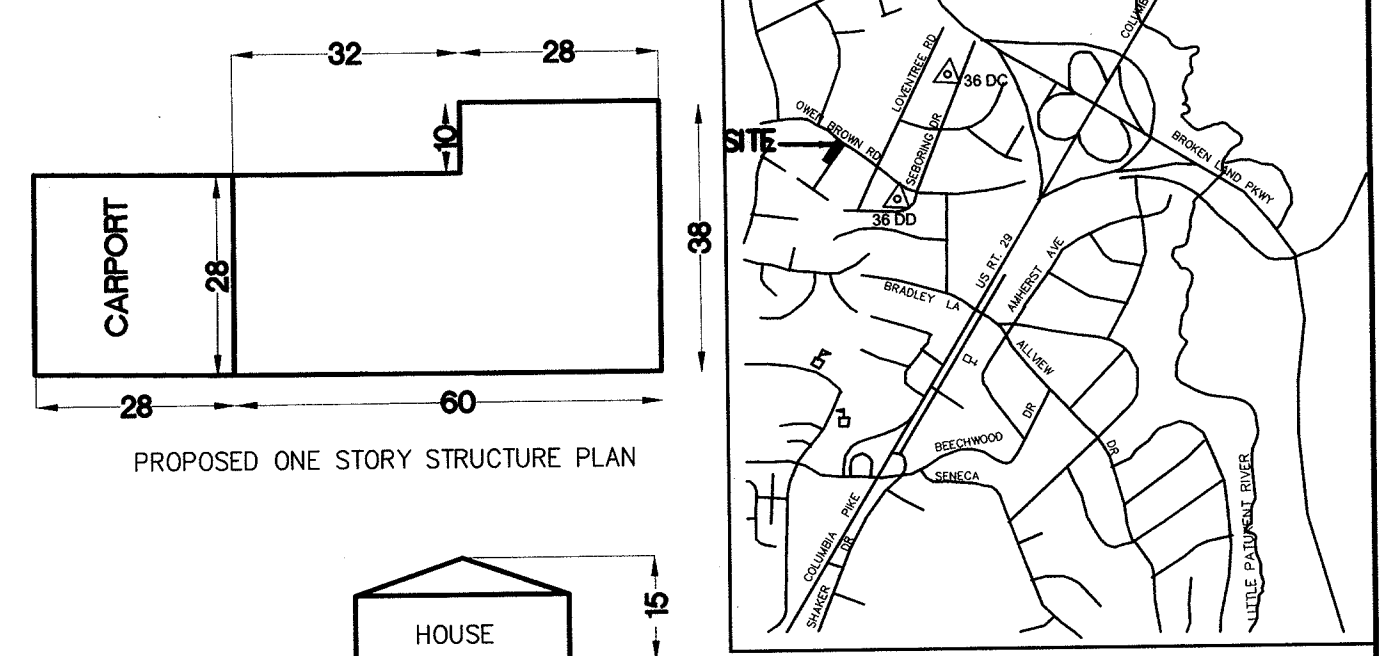 32
28
10
CARPORT
28
38
28
60
PROPOSED ONE STORY STRUCTURE PLAN
15
HOUSE
LOVENTREE RD
36 DC
OWEN BROWN RD
SEBORING DR
SITE
BROKEN LAND PKWY
36 DD
US RT. 29
AMHERST AVE
BRADLEY LA
ALLVIEW
DR
DR
BEECHWOOD
SENECA
COLUMBIA PIKE
SHAKER DR
LITTLE PATUXENT RIVER